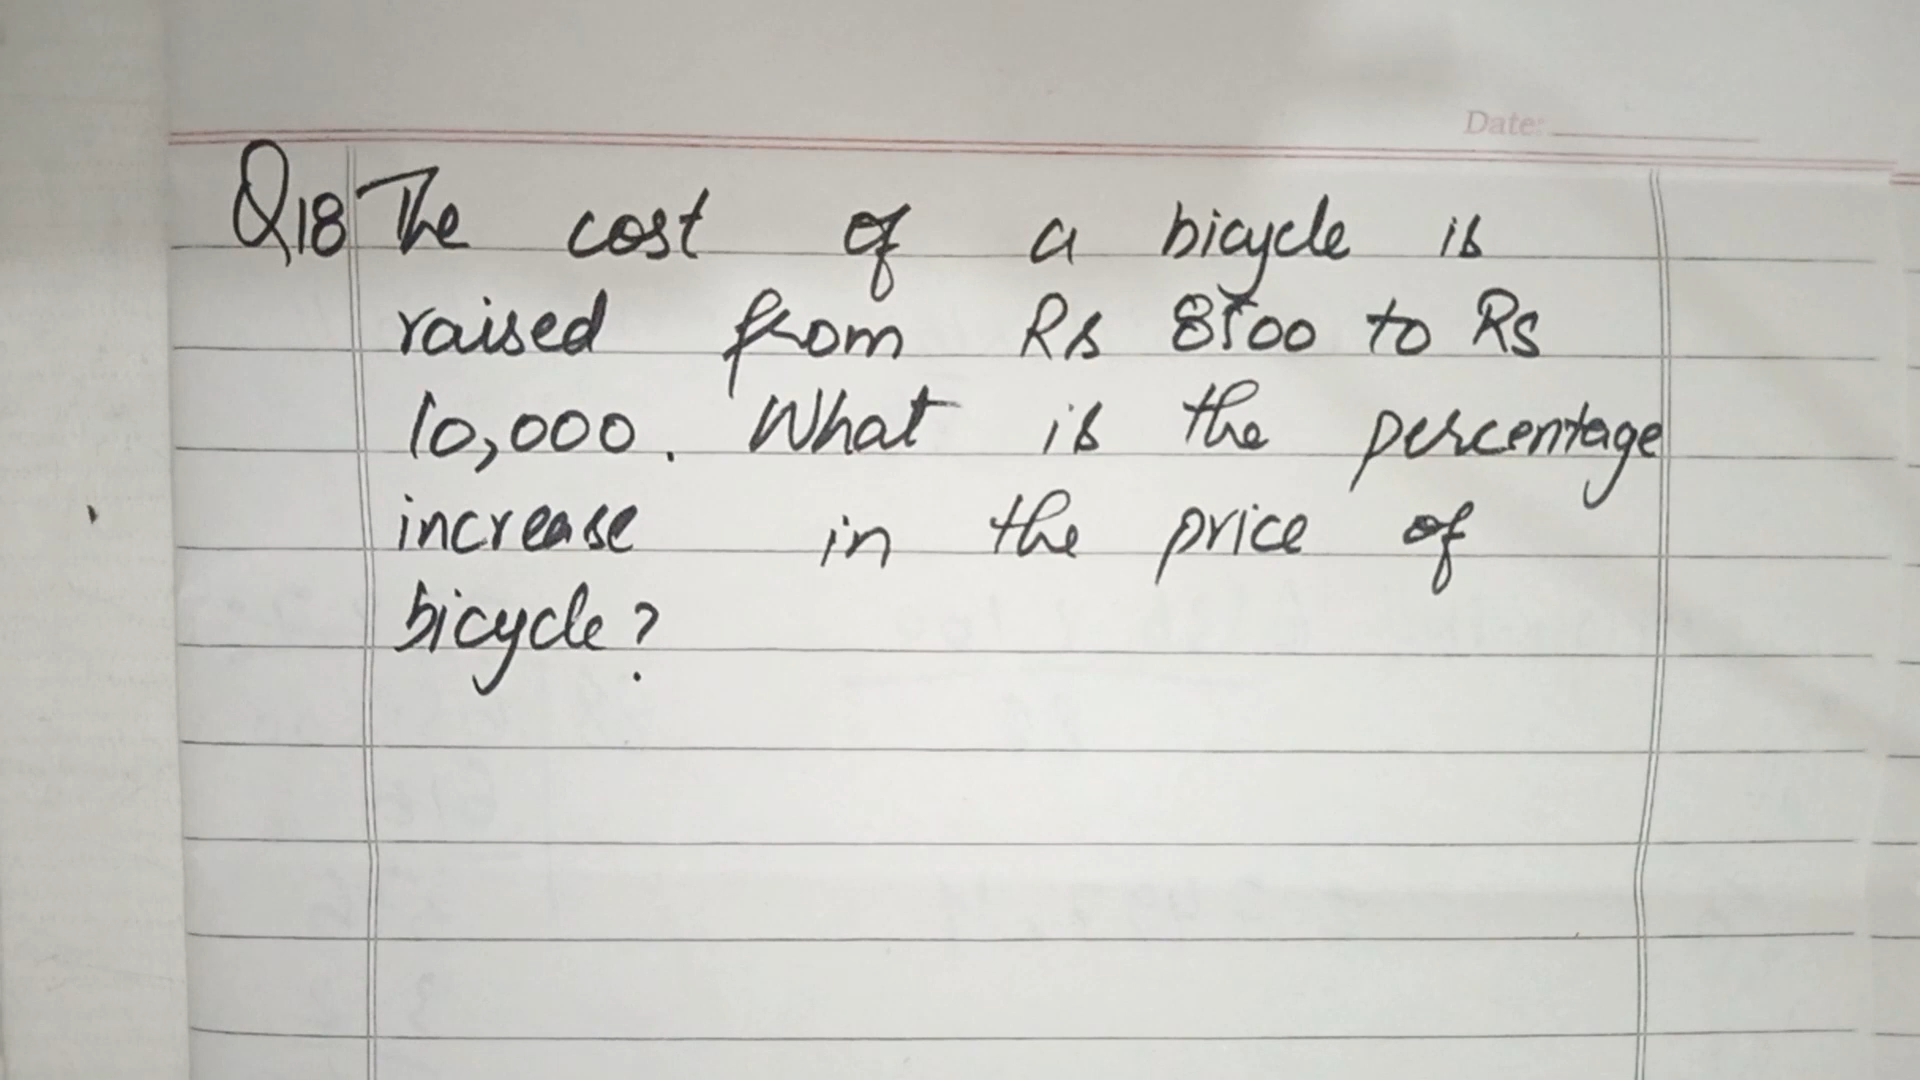 Date:
Q18 The cost of a bicycle is
raised from Rs 8500 to Rs
10,000. What is the percentage
increase in the price of
bicycle?